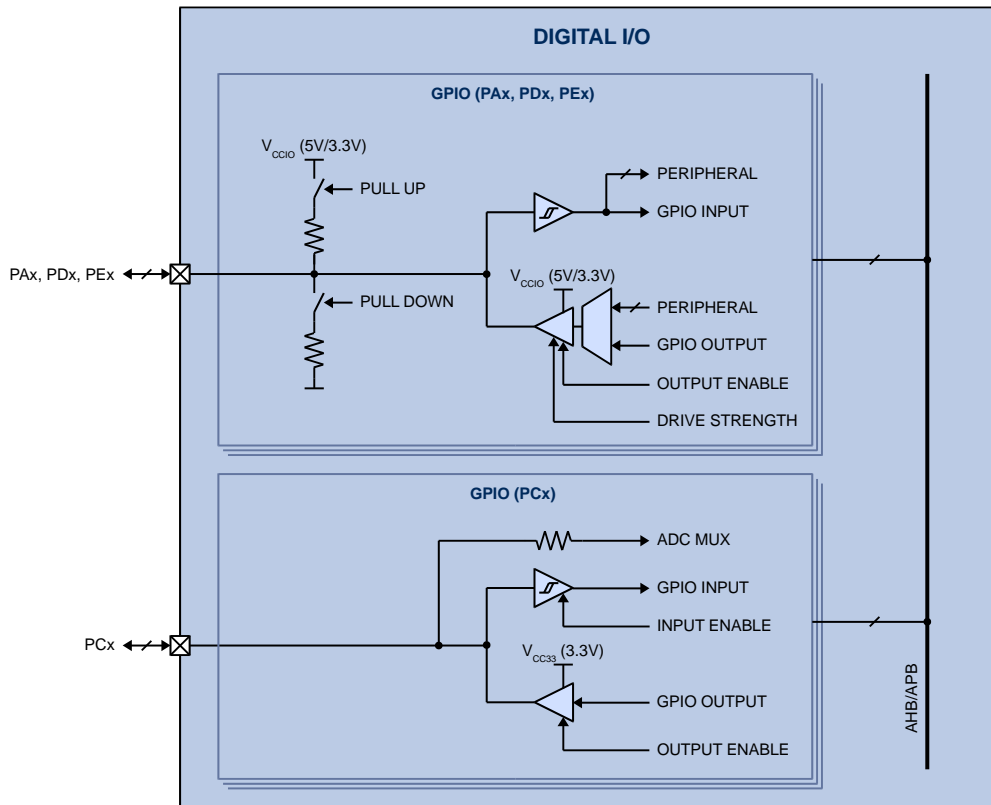 DIGITAL I/O
GPIO (PAx, PDx, PEx)
VCCIO (5V/3.3V)
PULL UP
PERIPHERAL
GPIO INPUT
PAx, PDx, PEx
PULL DOWN
VCCIO (5V/3.3V)
PERIPHERAL
GPIO OUTPUT
OUTPUT ENABLE
DRIVE STRENGTH
GPIO (PCx)
ADC MUX
GPIO INPUT
INPUT ENABLE
PCx
VCC33 (3.3V)
GPIO OUTPUT
OUTPUT ENABLE
AHB/APB